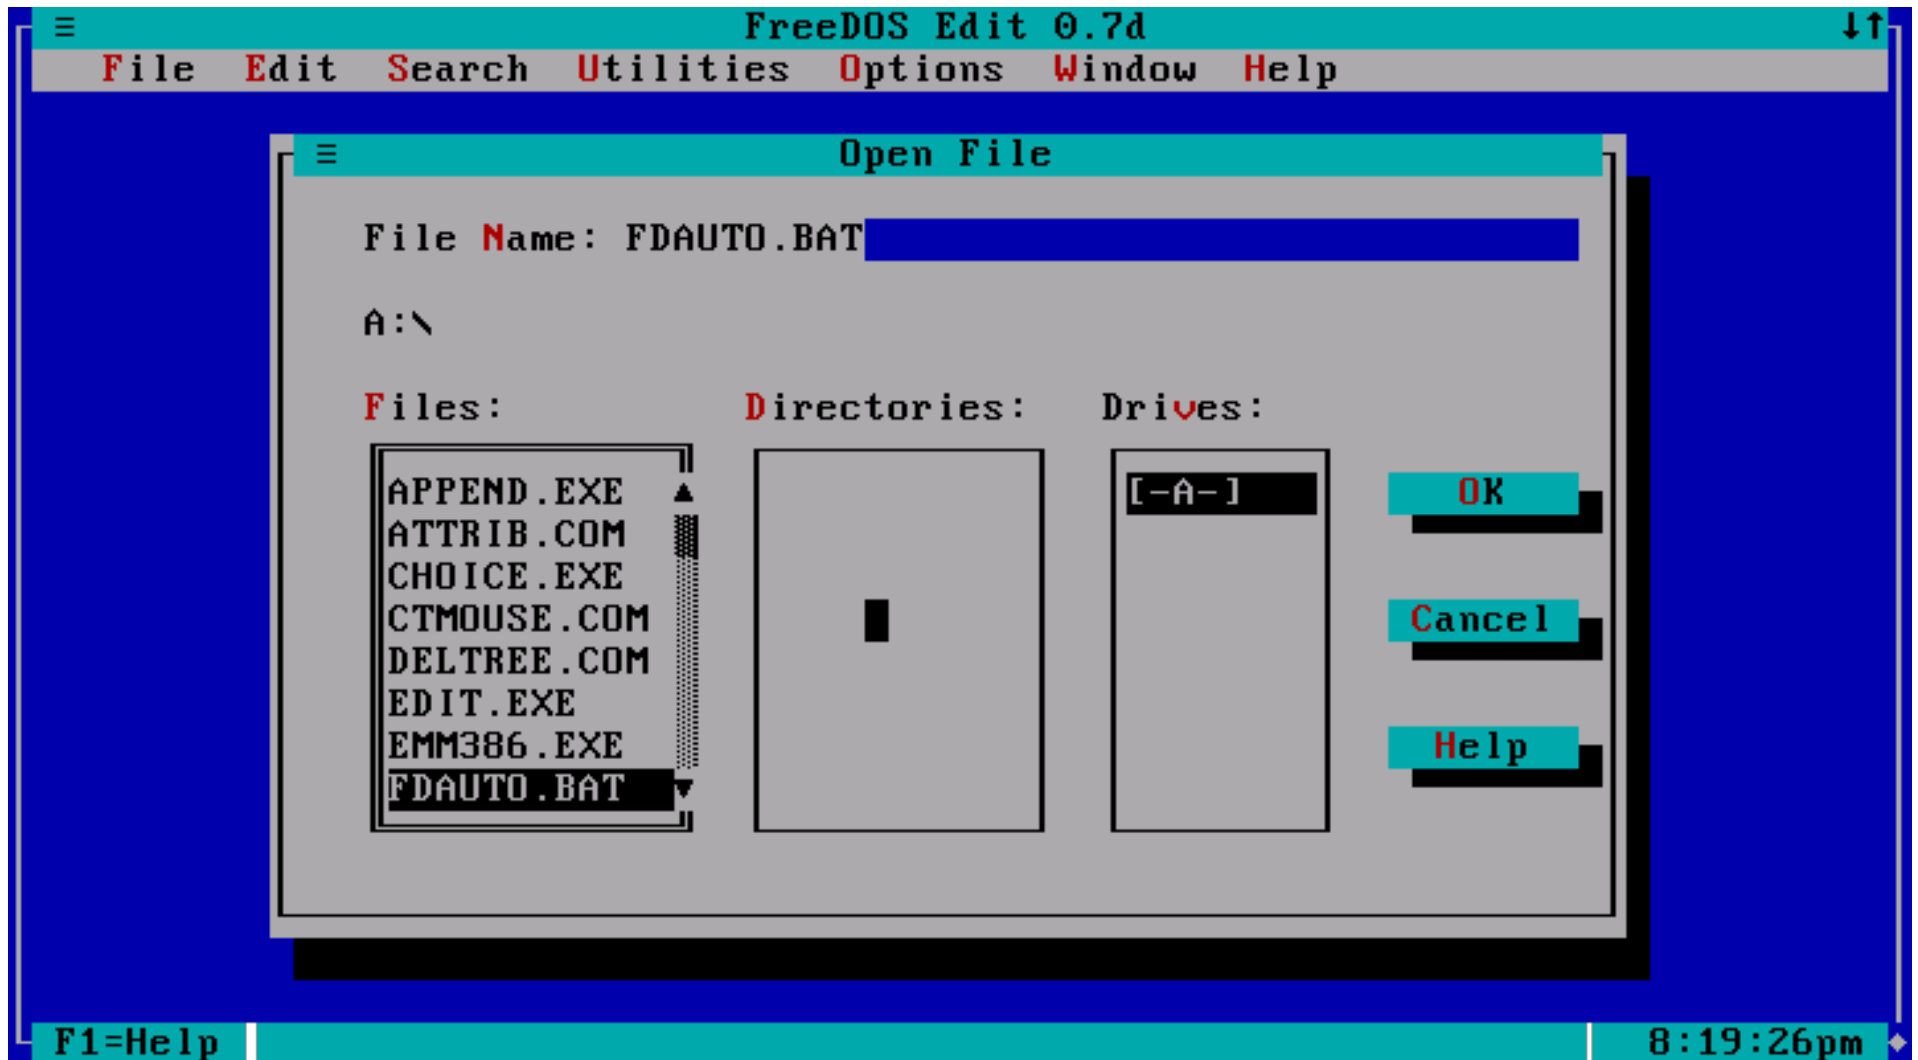 ≡ FreeDOS Edit 0.7d ↓↑
File Edit Search Utilities Options Window Help
≡ Open File
File Name: FDAUTO.BAT
A:\
Files: Directories: Drives:
APPEND.EXE ▲ [-A-] OK
ATTRIB.COM
CHOICE.EXE
CTMOUSE.COM Cancel
DELTREE.COM
EDIT.EXE
EMM386.EXE Help
FDAUTO.BAT ▼
F1=Help 8:19:26pm